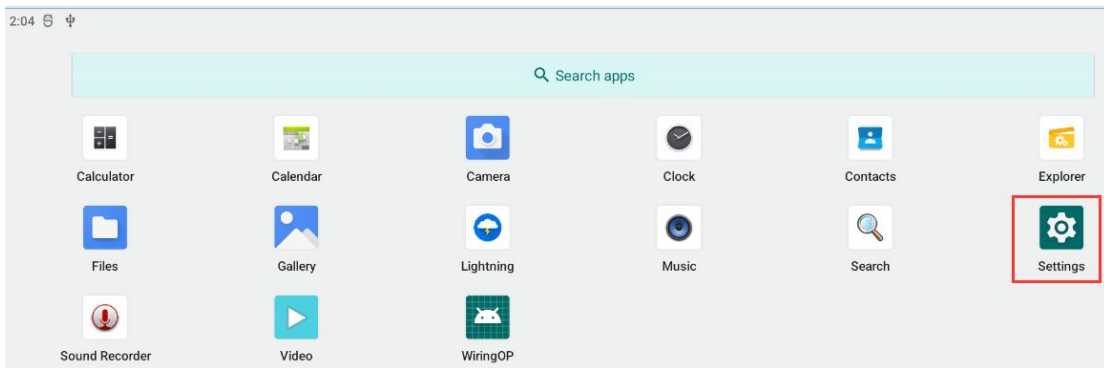 2:04
Search apps
Calculator
Calendar
Camera
Clock
Contacts
Explorer
Files
Gallery
Lightning
Music
Search
Settings
Sound Recorder
Video
WiringOP